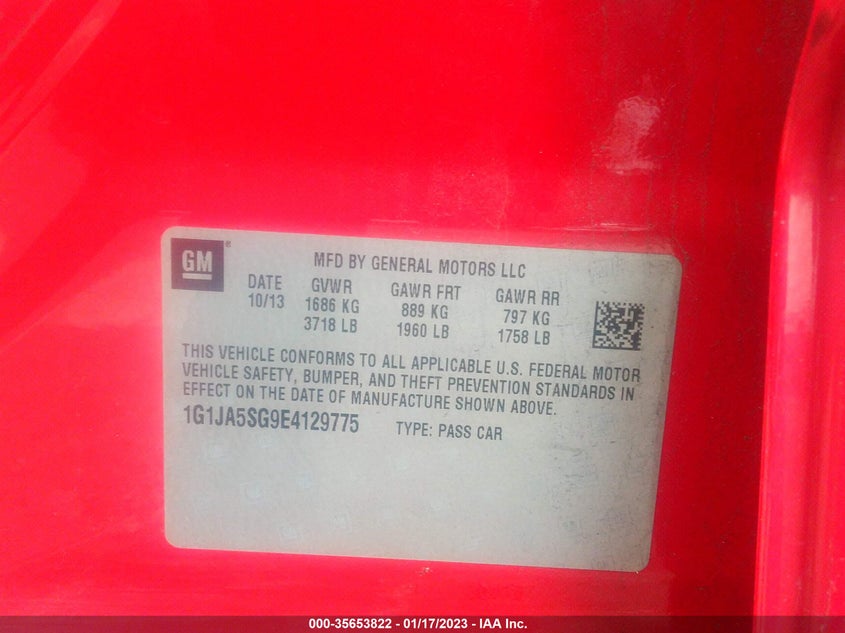 GM ®
MFD BY GENERAL MOTORS LLC
DATE GVWR GAWR FRT GAWR RR
10/13 1686 KG 889 KG 797 KG
3718 LB 1960 LB 1758 LB
THIS VEHICLE CONFORMS TO ALL APPLICABLE U.S. FEDERAL MOTOR
VEHICLE SAFETY, BUMPER, AND THEFT PREVENTION STANDARDS IN
EFFECT ON THE DATE OF MANUFACTURE SHOWN ABOVE.
1G1JA5SG9E4129775 TYPE: PASS CAR
000-35653822 - 01/17/2023 - IAA Inc.